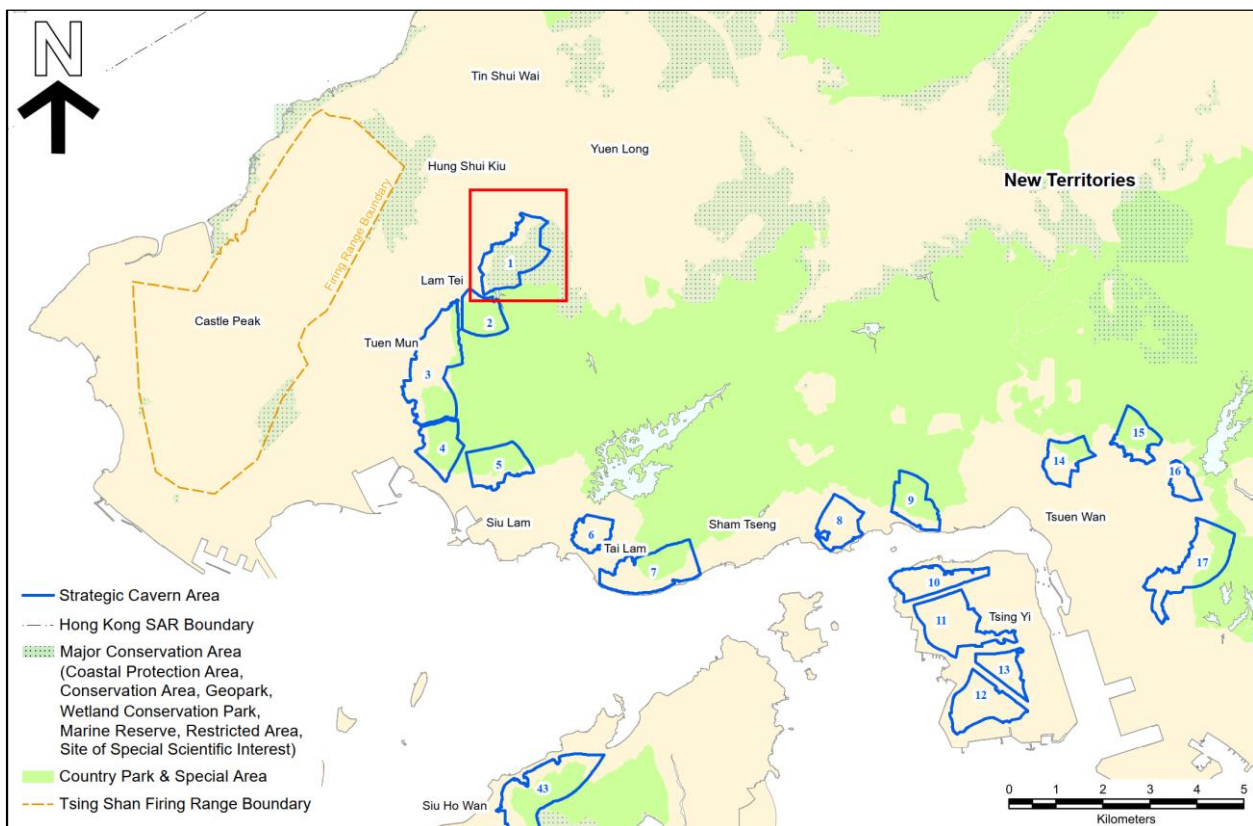 N
Tin Shui Wai
Yuen Long
Hung Shui Kiu
New Territories
Firing Range Boundary
1
Lam Tei
2
Castle Peak
Tuen Mun
3
4
5
15
14
16
9
Siu Lam
Sham Tseng
8
Tsuen Wan
6
Tai Lam
7
17
10
11
Tsing Yi
13
12
Strategic Cavern Area
Hong Kong SAR Boundary
Major Conservation Area
(Coastal Protection Area,
Conservation Area, Geopark,
Wetland Conservation Park,
Marine Reserve, Restricted Area,
Site of Special Scientific Interest)
Country Park & Special Area
Tsing Shan Firing Range Boundary
43
Siu Ho Wan
0 1 2 3 4 5
Kilometers